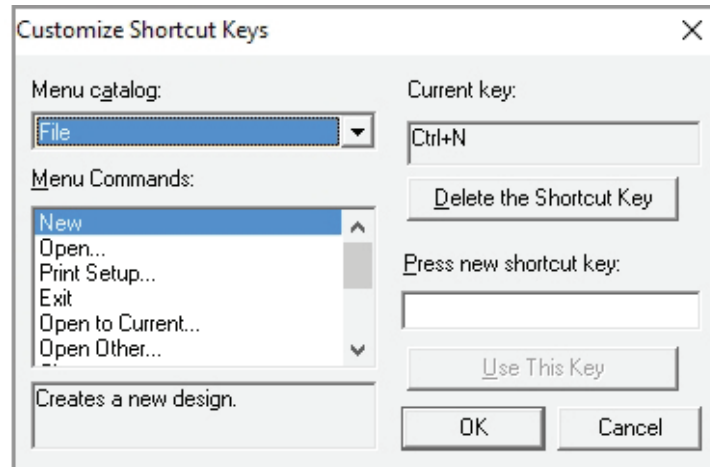 Customize Shortcut Keys
Menu catalog:
File
Menu Commands:
New
Open...
Print Setup...
Exit
Open to Current...
Open Other...
Creates a new design.
Current key:
Ctrl+N
Delete the Shortcut Key
Press new shortcut key:
Use This Key
OK
Cancel